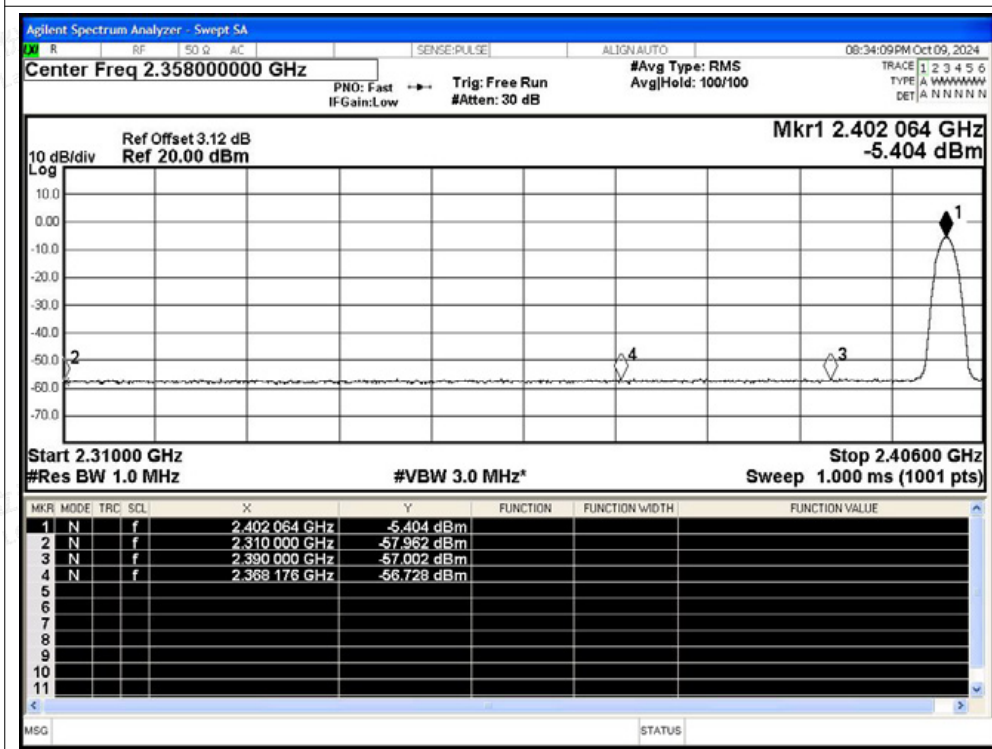 Agilent Spectrum Analyzer - Swept SA
LXI R RF 50 Ω AC SENSE:PULSE ALIGN AUTO 08:34:09 PM Oct 09, 2024
Center Freq 2.358000000 GHz #Avg Type: RMS TRACE 1 2 3 4 5 6
PNO: Fast Trig: Free Run Avg|Hold: 100/100 TYPE A WWWWW
IFGain:Low #Atten: 30 dB DET A N N N N N
Mkr1 2.402 064 GHz
Ref Offset 3.12 dB
10 dB/div Ref 20.00 dBm -5.404 dBm
Log
10.0
0.00
1
-10.0
-20.0
-30.0
-40.0
-50.0 2 4 3
-60.0
-70.0
Start 2.31000 GHz Stop 2.40600 GHz
#Res BW 1.0 MHz #VBW 3.0 MHz* Sweep 1.000 ms (1001 pts)
MKR MODE TRC SCL X Y FUNCTION FUNCTION WIDTH FUNCTION VALUE
1 N f 2.402 064 GHz -5.404 dBm
2 N f 2.310 000 GHz -57.962 dBm
3 N f 2.390 000 GHz -57.002 dBm
4 N f 2.368 176 GHz -56.728 dBm
5
6
7
8
9
10
11
MSG STATUS